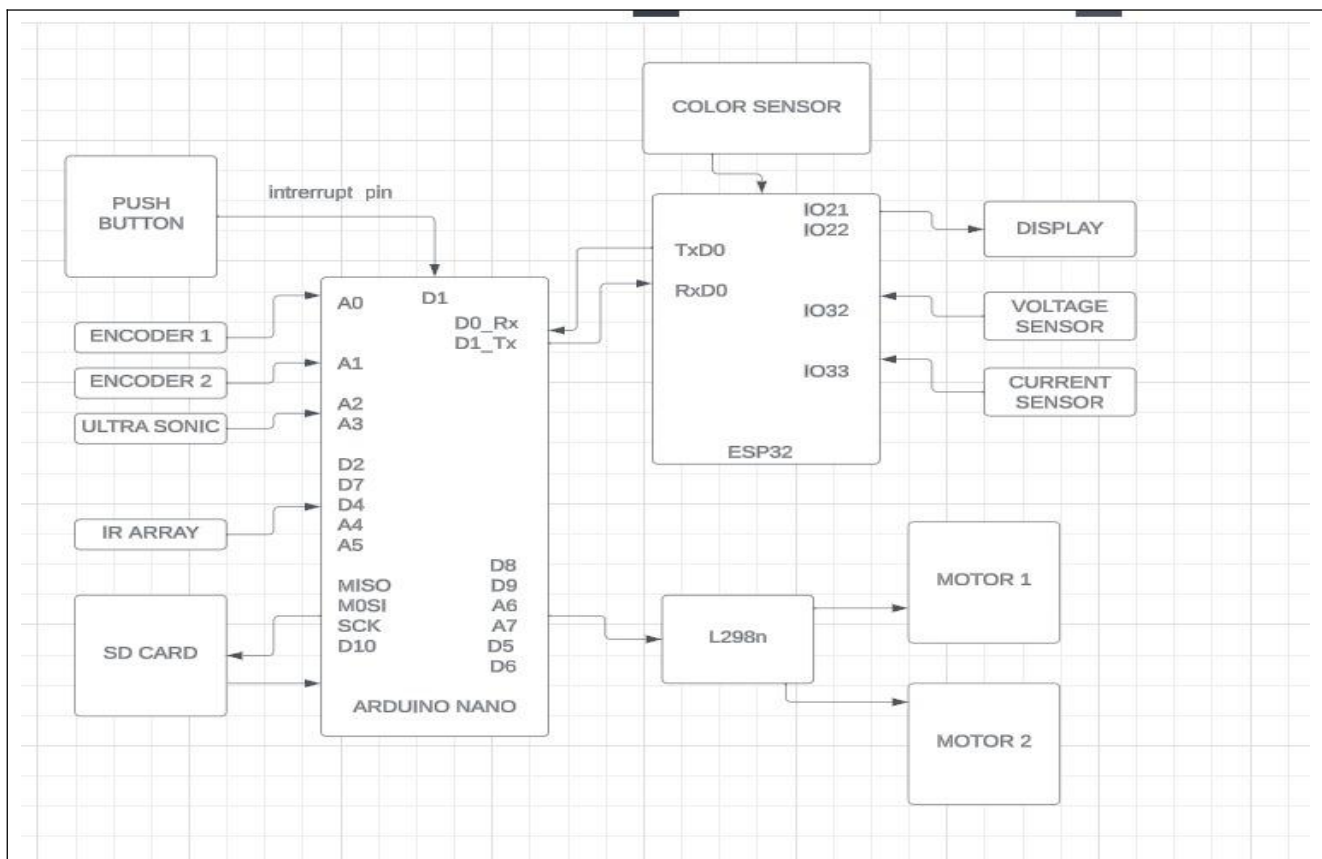 COLOR SENSOR
PUSH
BUTTON
intrerrupt pin
IO21
IO22
DISPLAY
TxD0
RxD0
IO32
VOLTAGE
SENSOR
IO33
CURRENT
SENSOR
ESP32
D1
A0
D0_Rx
D1_Tx
ENCODER 1
A1
ENCODER 2
A2
A3
ULTRA SONIC
D2
D7
D4
A4
A5
IR ARRAY
MISO
M0SI
SCK
D10
SD CARD
D8
D9
A6
A7
D5
D6
ARDUINO NANO
L298n
MOTOR 1
MOTOR 2